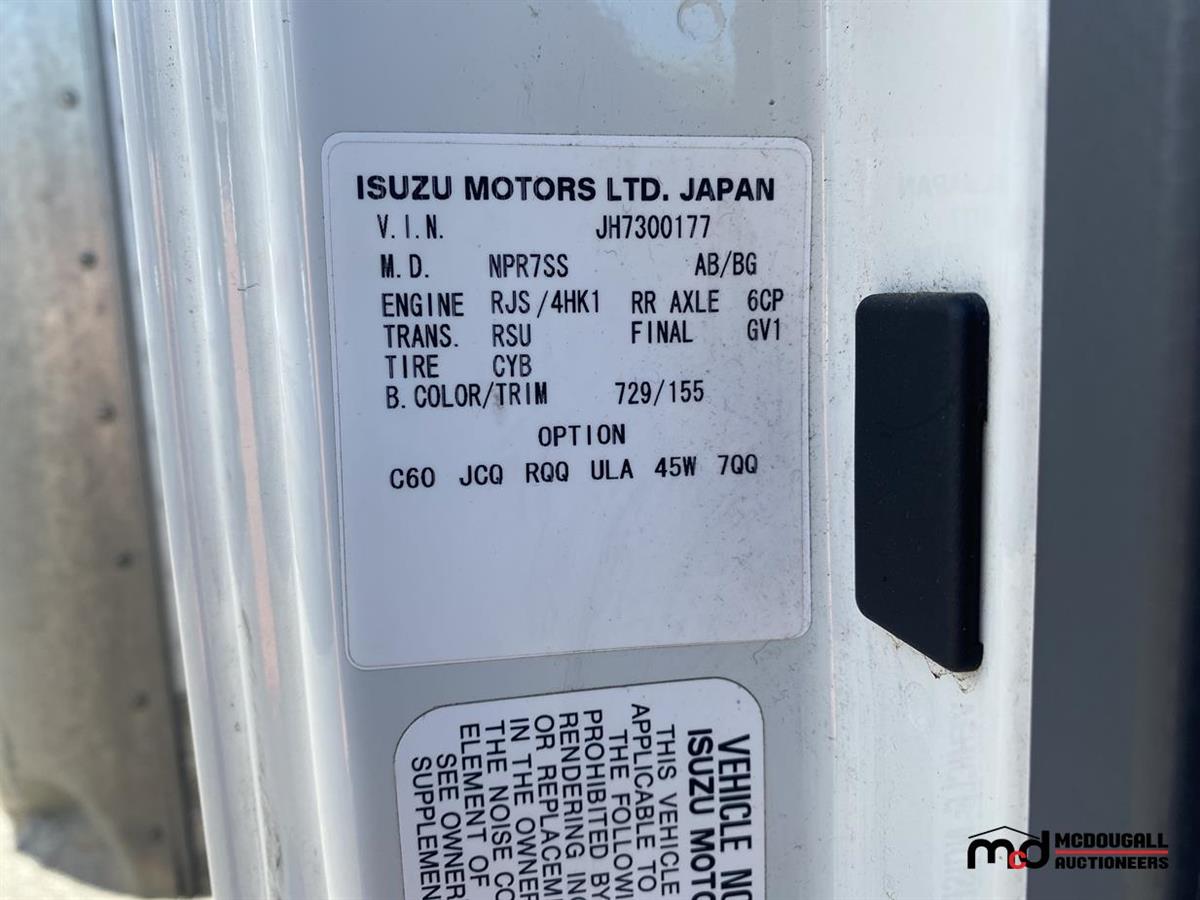 ISUZU MOTORS LTD. JAPAN
V.I.N. JH7300177
M.D. NPR7SS AB/BG
ENGINE RJS/4HK1 RR AXLE 6CP
TRANS. RSU FINAL GV1
TIRE CYB
B.COLOR/TRIM 729/155
OPTION
C60 JCQ RQQ ULA 45W 7QQ
VEHICLE NO
ISUZU MOTO
THIS VEHICLE
APPLICABLE TO
THE FOLLOWI
PROHIBITED BY
RENDERING INO
OR REPLACEME
IN THE OWNER
THE NOISE CO
ELEMENT OF
SEE OWNER
SUPPLEMEN
mcd MCDOUGALL
AUCTIONEERS